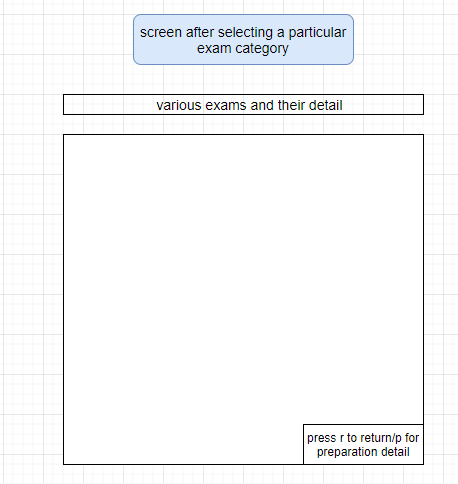 screen after selecting a particular
exam category
various exams and their detail
press r to return/p for
preparation detail